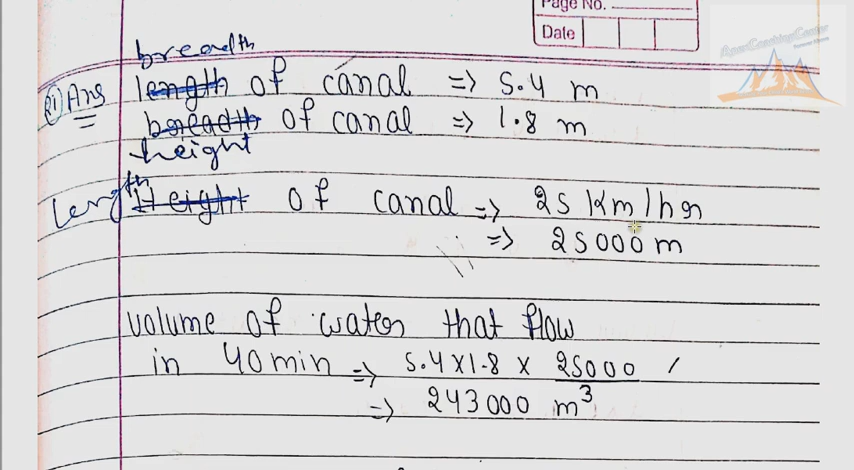 Page No.
Date
breadth
21) Ans length of canal => 5.4 m
breadth of canal => 1.8 m
height
length Height of canal => 25 Km/hr
=> 25000 m
volume of water that flow
in 40 min => 5.4 x 1.8 x 25000 /
=> 243000 m³
ApexCoachingCenter